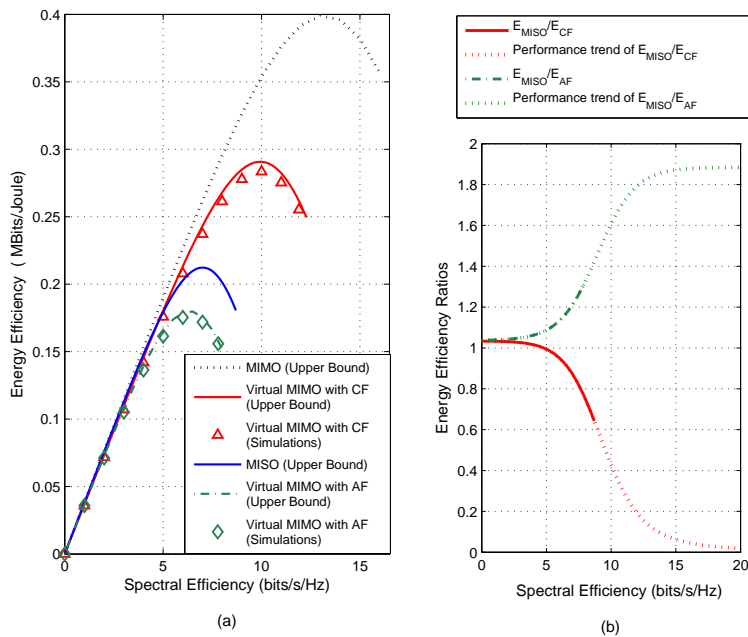 0.4
0.35
0.3
0.25
0.2
0.15
0.1
0.05
0
Energy Efficiency ( MBits/Joule)
0 5 10 15
Spectral Efficiency (bits/s/Hz)
MIMO (Upper Bound)
Virtual MIMO with CF
(Upper Bound)
Virtual MIMO with CF
(Simulations)
MISO (Upper Bound)
Virtual MIMO with AF
(Upper Bound)
Virtual MIMO with AF
(Simulations)
(a)
E_MISO/E_CF
Performance trend of E_MISO/E_CF
E_MISO/E_AF
Performance trend of E_MISO/E_AF
2
1.8
1.6
1.4
1.2
1
0.8
0.6
0.4
0.2
0
Energy Efficiency Ratios
0 5 10 15 20
Spectral Efficiency (bits/s/Hz)
(b)